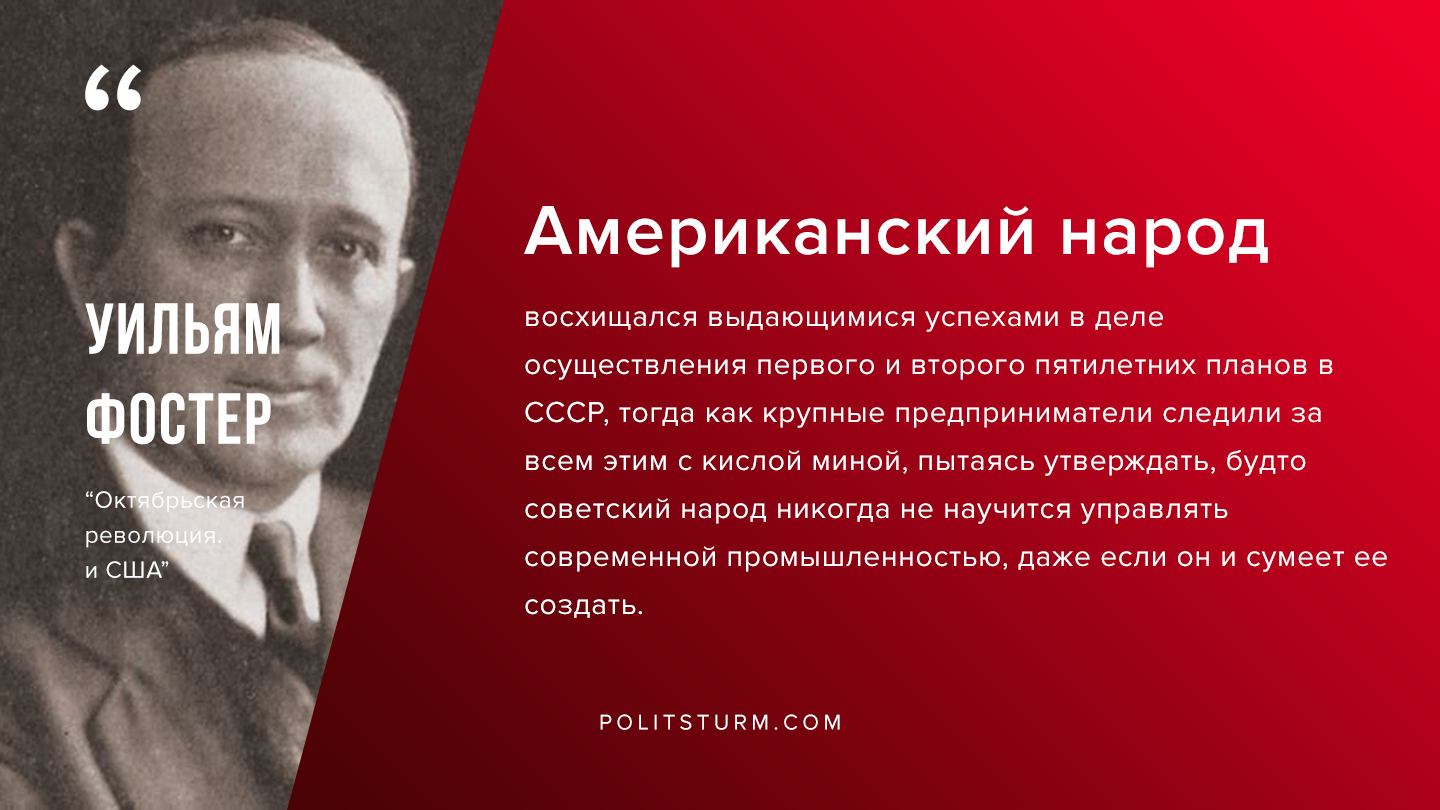 “
УИЛЬЯМ
ФОСТЕР
“Октябрьская
революция.
и США”
Американский народ
восхищался выдающимися успехами в деле
осуществления первого и второго пятилетних планов в
СССР, тогда как крупные предприниматели следили за
всем этим с кислой миной, пытаясь утверждать, будто
советский народ никогда не научится управлять
современной промышленностью, даже если он и сумеет ее
создать.
POLITSTURM.COM